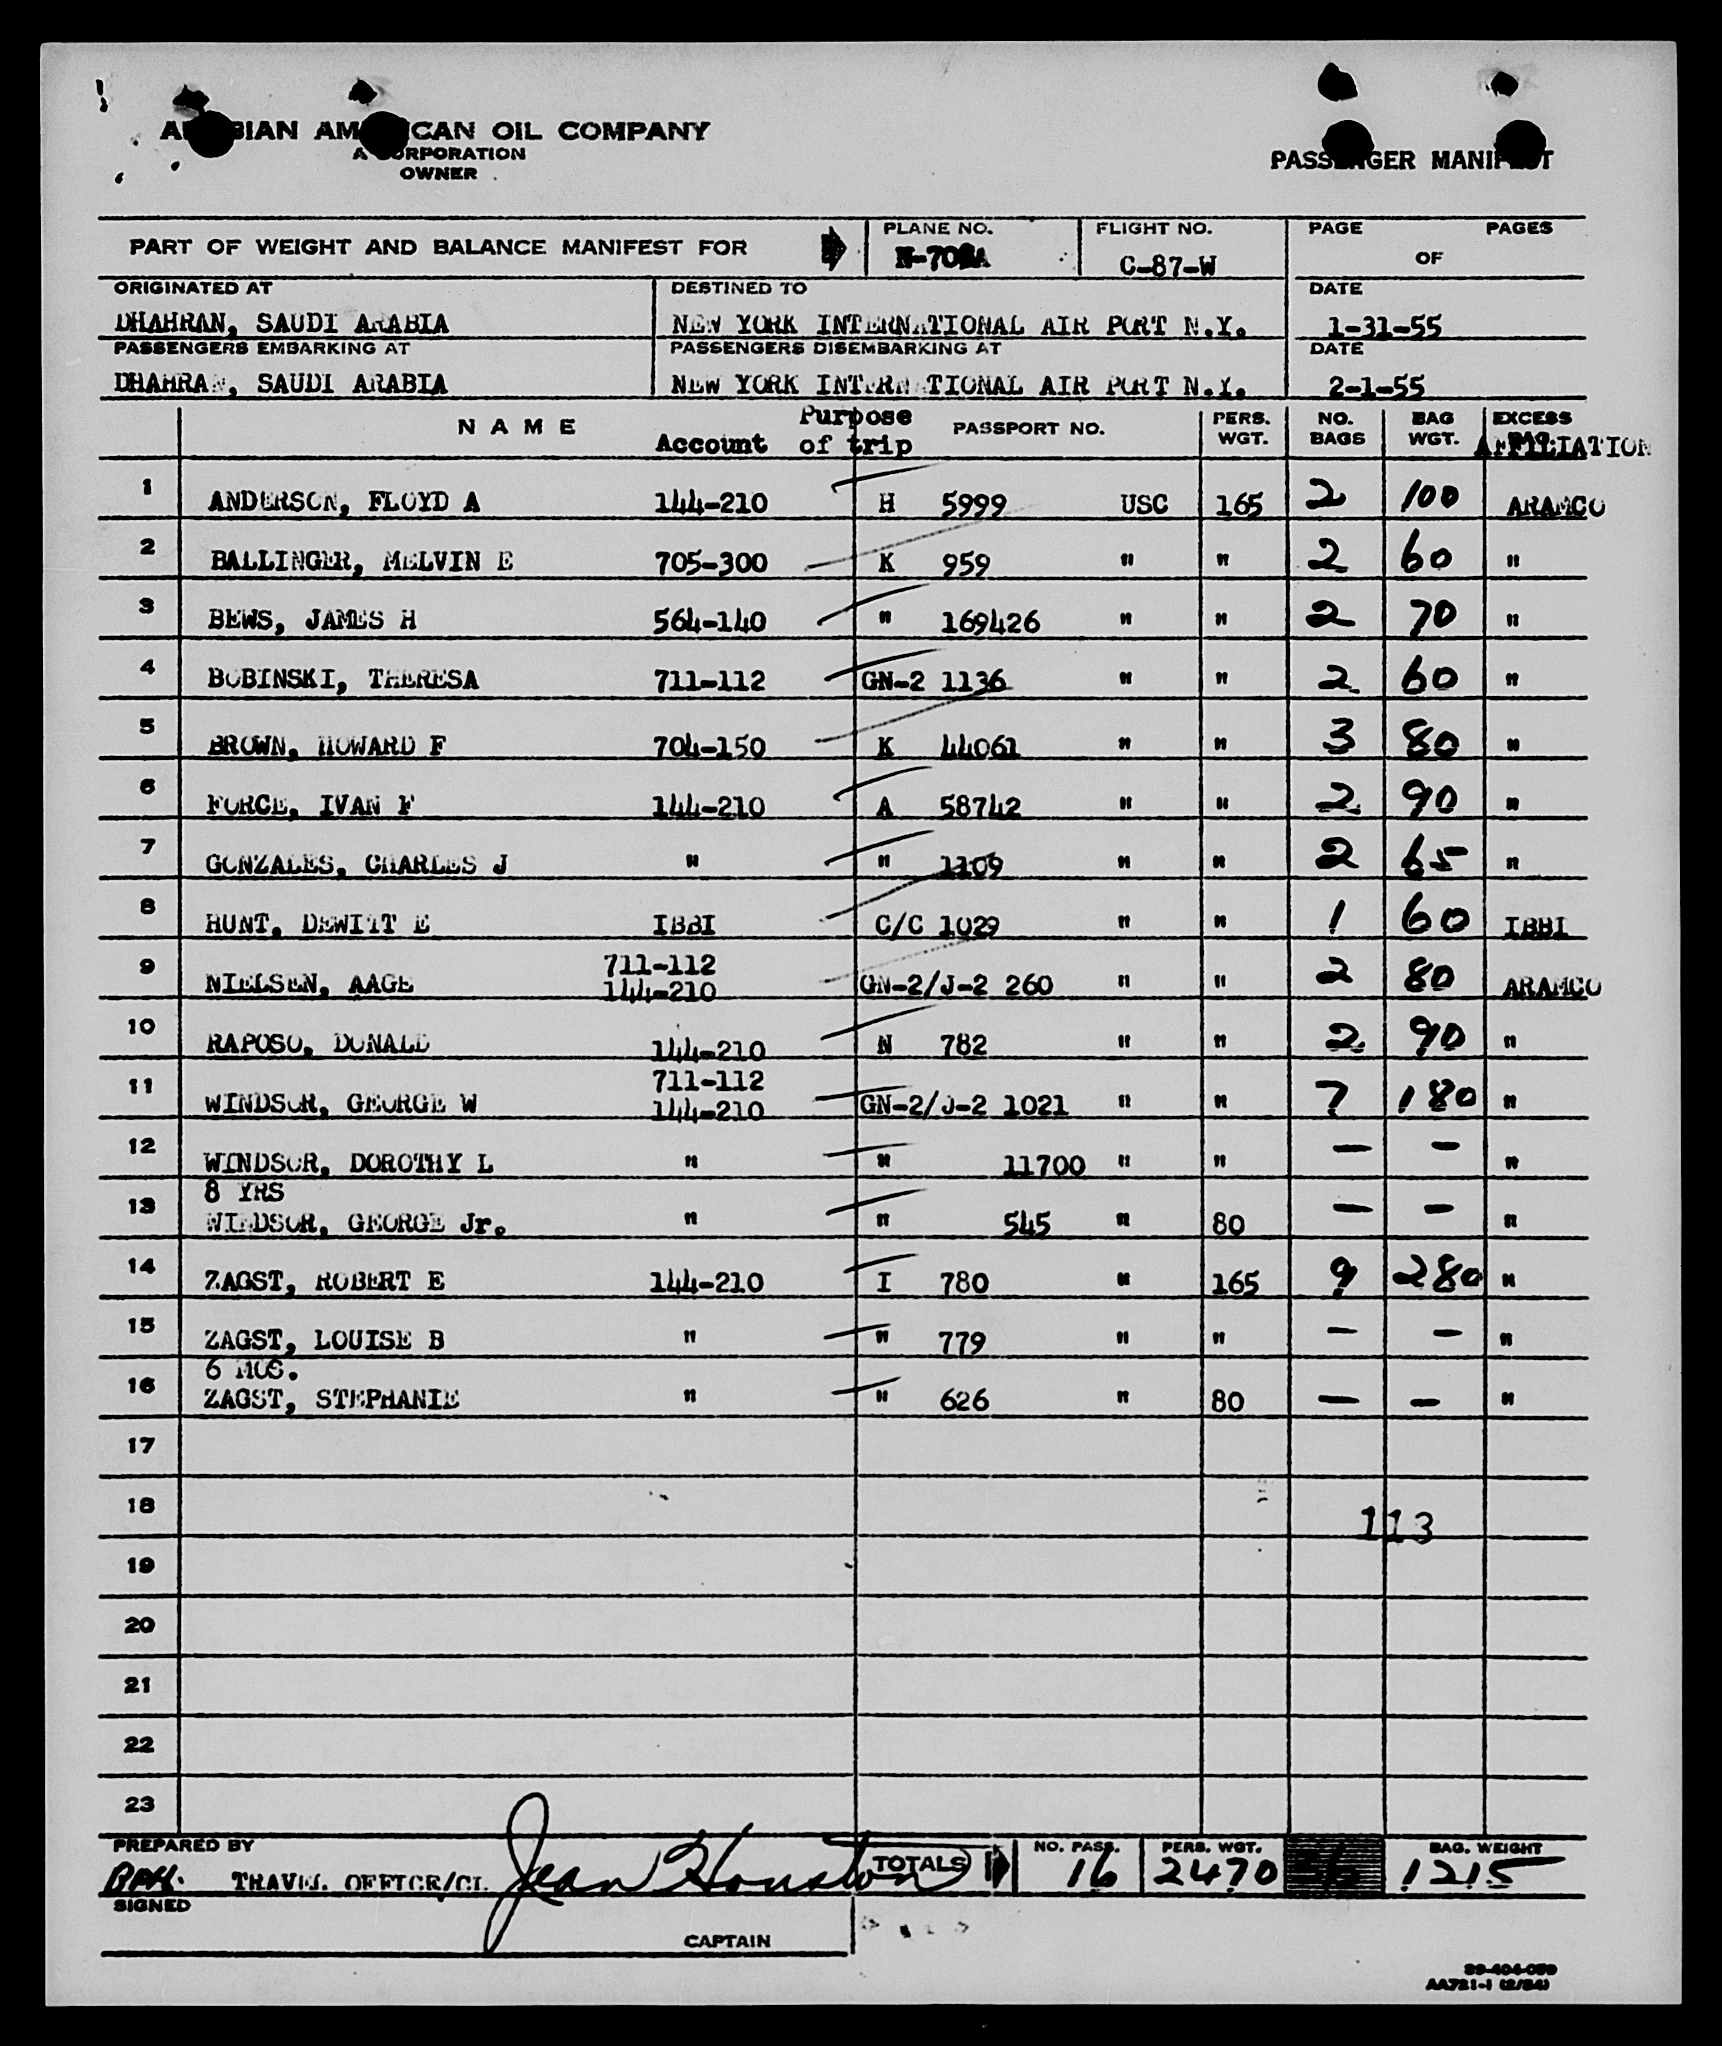 ARABIAN AMERICAN OIL COMPANY
A CORPORATION
OWNER
PASSENGER MANIFEST
PART OF WEIGHT AND BALANCE MANIFEST FOR PLANE NO. FLIGHT NO. PAGE OF PAGES
C-87-W
ORIGINATED AT DESTINED TO DATE
DHAHRAN, SAUDI ARABIA NEW YORK INTERNATIONAL AIR PORT N.Y. 1-31-55
PASSENGERS EMBARKING AT PASSENGERS DISEMBARKING AT DATE
DHAHRAN, SAUDI ARABIA NEW YORK INTERNATIONAL AIR PORT N.Y. 2-1-55
NAME Account Purpose of trip PASSPORT NO. PERS. WGT. NO. BAGS BAG WGT. EXCESS AFFILIATION
1 ANDERSON, FLOYD A 144-210 H 5999 USC 165 2 100 ARAMCO
2 BALLINGER, MELVIN E 705-300 K 959 " " 2 60 "
3 BEWS, JAMES H 564-140 " 169426 " " 2 70 "
4 BOBINSKI, THERESA 711-112 GN-2 1136 " " 2 60 "
5 BROWN, HOWARD F 704-150 K 44061 " " 3 80 "
6 FORCE, IVAN F 144-210 A 58742 " " 2 90 "
7 GONZALES, CHARLES J " " 1109 " " 2 65 "
8 HUNT, DEWITT E IBBI C/C 1029 " " 1 60 IBBI
711-112
9 NIELSEN, AAGE 144-210 GN-2/J-2 260 " " 2 80 ARAMCO
10 RAPOSO, DONALD 144-210 N 782 " " 2 90 "
711-112
11 WINDSOR, GEORGE W 144-210 GN-2/J-2 1021 " " 7 180 "
12 WINDSOR, DOROTHY L " " 11700 " " - - "
8 YRS
13 WINDSOR, GEORGE Jr. " " 545 " 80 - - "
14 ZAGST, ROBERT E 144-210 I 780 " 165 9 280 "
15 ZAGST, LOUISE B " " 779 " " - - "
6 MOS.
16 ZAGST, STEPHANIE " " 626 " 80 - - "
17
18 113
19
20
21
22
23
PREPARED BY TOTALS NO. PASS. PERS. WGT. BAG. WEIGHT
TRAVEL OFFICE/CL Jean Houston 16 2470 36 1215
SIGNED
CAPTAIN
39-404-059
AA721-1 (2/54)